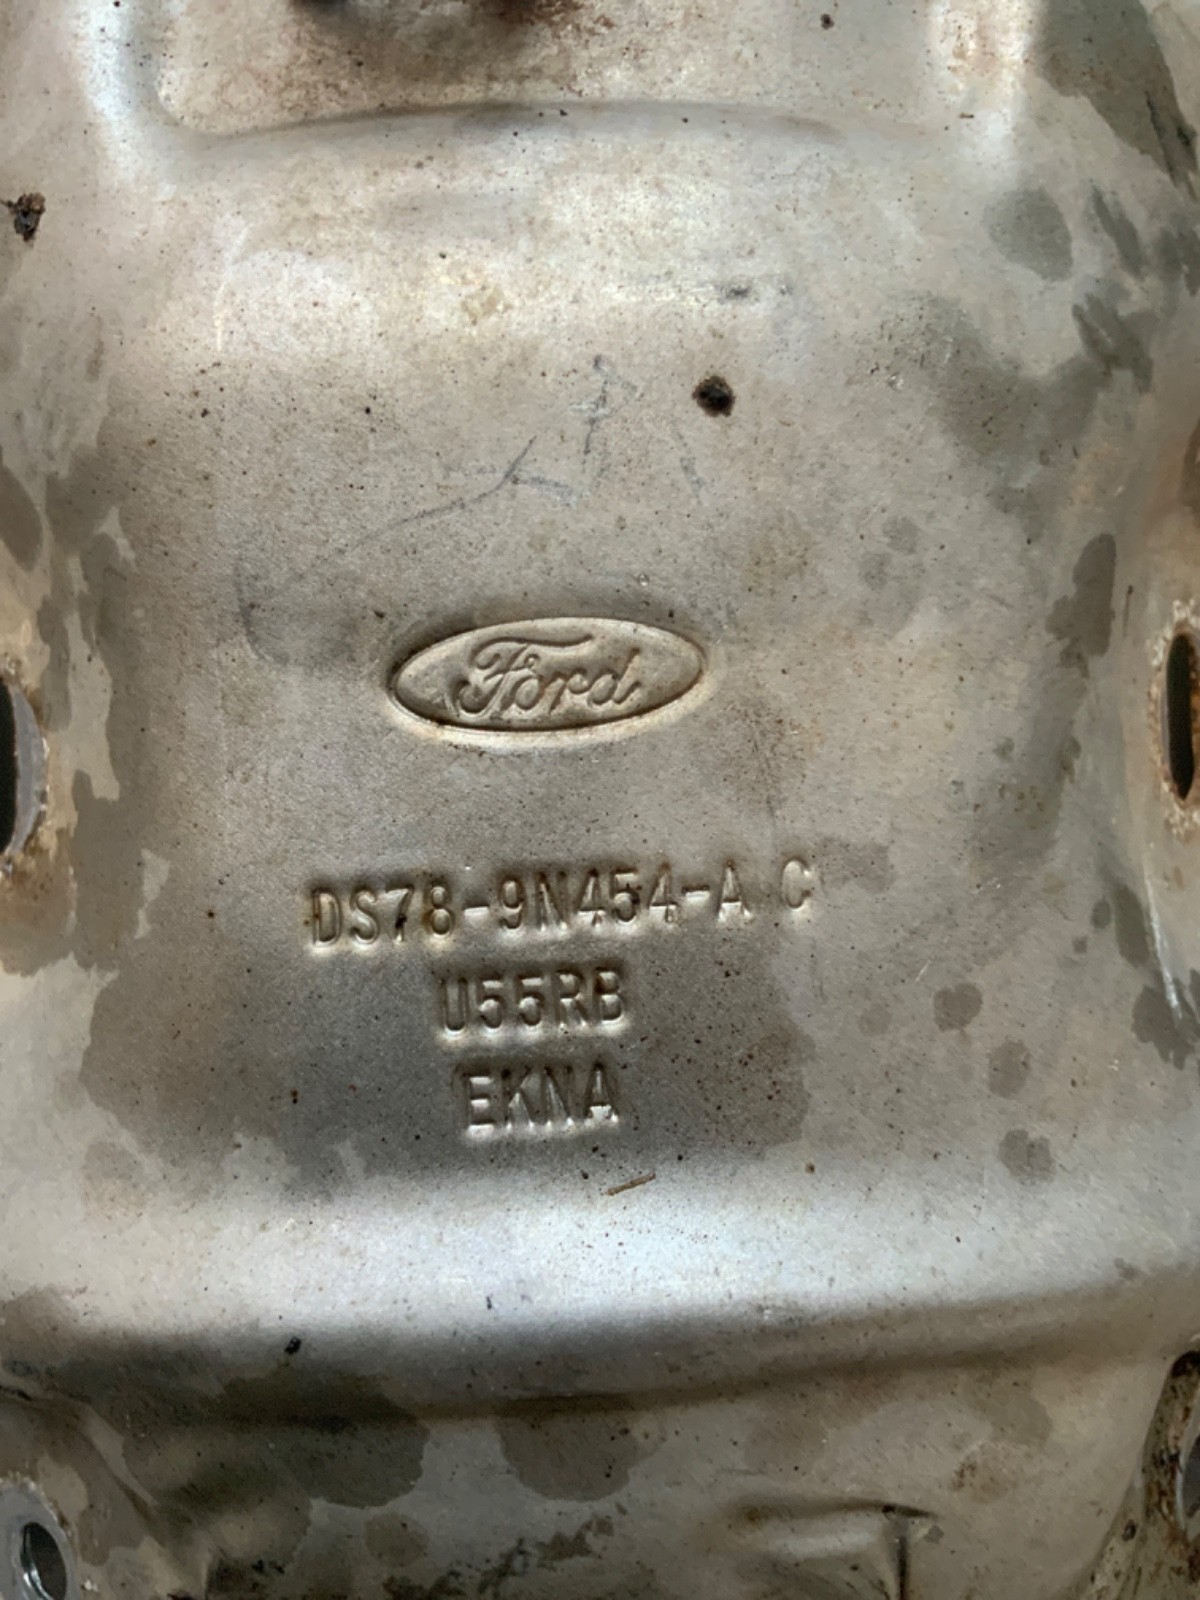 Ford
DS78-9N454-A C
U55RB
EKNA